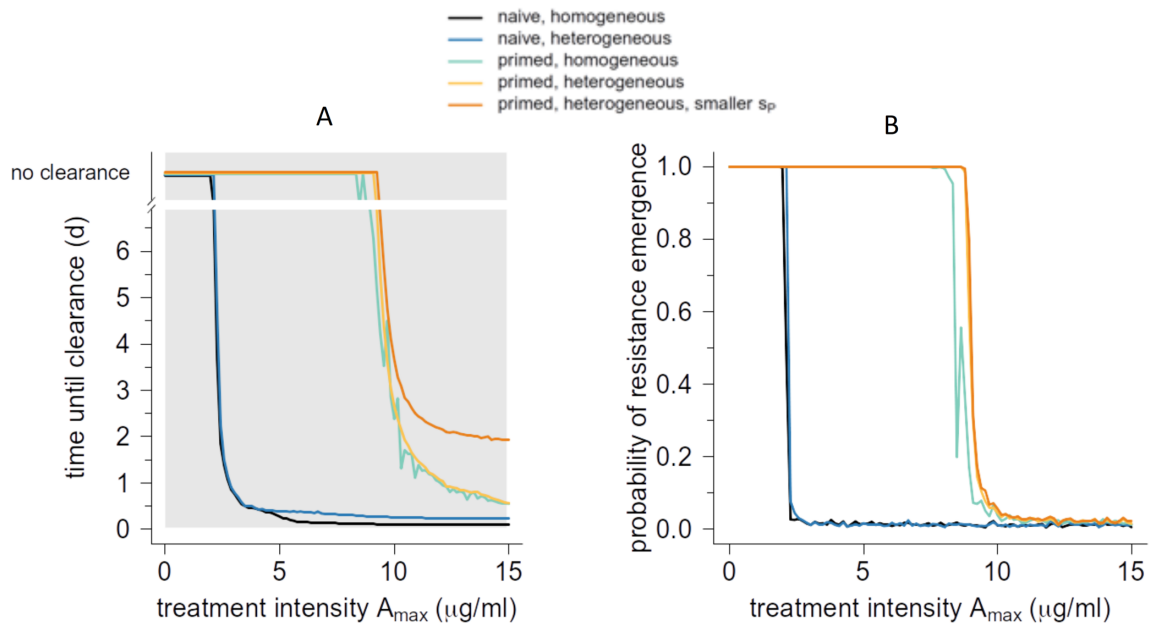 naive, homogeneous
naive, heterogeneous
primed, homogeneous
primed, heterogeneous
primed, heterogeneous, smaller sP
A
B
no clearance
time until clearance (d)
6
5
4
3
2
1
0
0 5 10 15
treatment intensity Amax (μg/ml)
probability of resistance emergence
1.0
0.8
0.6
0.4
0.2
0.0
0 5 10 15
treatment intensity Amax (μg/ml)